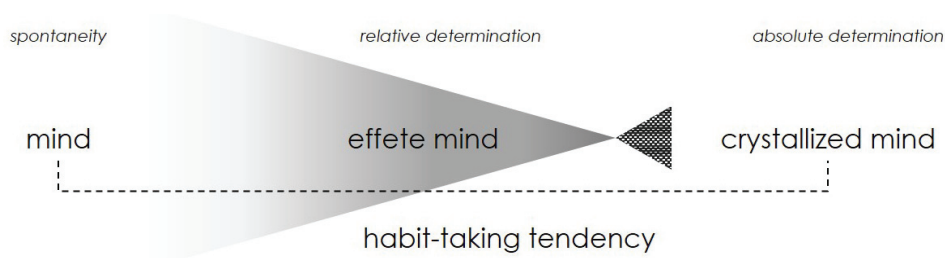 spontaneity relative determination absolute determination
mind effete mind crystallized mind
habit-taking tendency